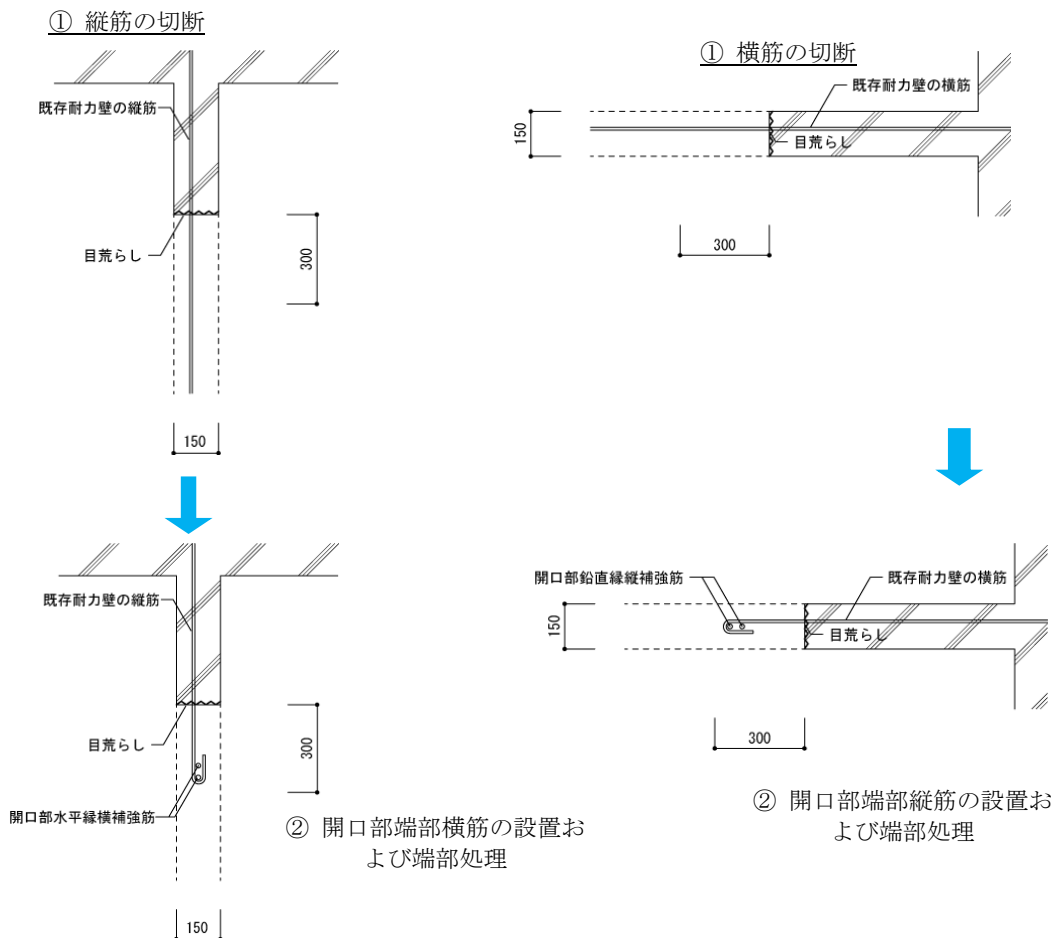 ① 縦筋の切断
既存耐力壁の縦筋
目荒らし
300
150
① 横筋の切断
既存耐力壁の横筋
150
目荒らし
300
既存耐力壁の縦筋
目荒らし
300
開口部水平縁横補強筋
② 開口部端部横筋の設置お
よび端部処理
150
開口部鉛直縁縦補強筋
既存耐力壁の横筋
150
目荒らし
300
② 開口部端部縦筋の設置お
よび端部処理